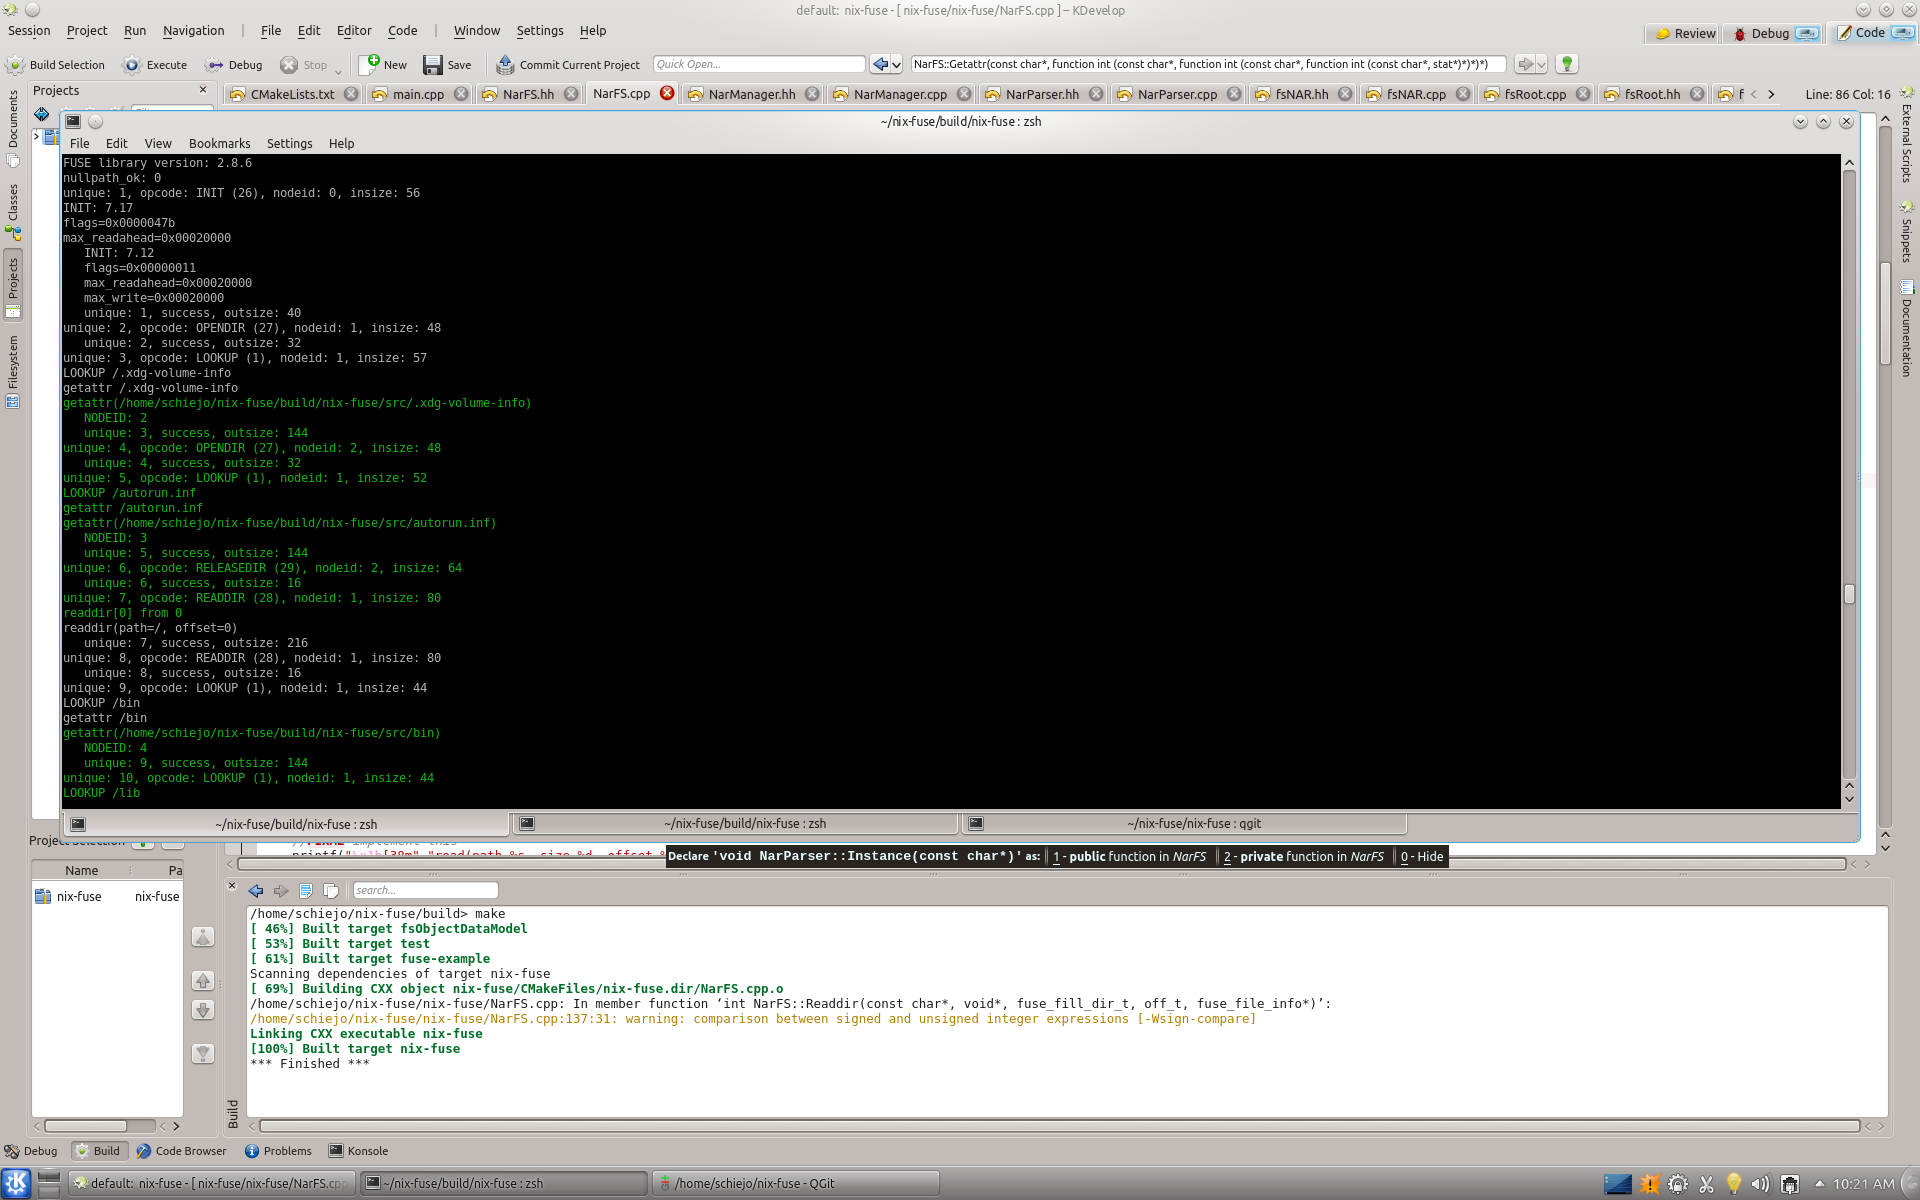 default: nix-fuse - [ nix-fuse/nix-fuse/NarFS.cpp ] – KDevelop
Session Project Run Navigation File Edit Editor Code Window Settings Help
Review Debug Code
Build Selection Execute Debug Stop New Save Commit Current Project Quick Open... NarFS::Getattr(const char*, function int (const char*, function int (const char*, function int (const char*, stat*)*)*)*)
Projects
CMakeLists.txt main.cpp NarFS.hh NarFS.cpp NarManager.hh NarManager.cpp NarParser.hh NarParser.cpp fsNAR.hh fsNAR.cpp fsRoot.cpp fsRoot.hh f
Line: 86 Col: 16
Documents
Classes
Projects
Filesystem
External Scripts
Snippets
Documentation
~/nix-fuse/build/nix-fuse : zsh
File Edit View Bookmarks Settings Help
FUSE library version: 2.8.6
nullpath_ok: 0
unique: 1, opcode: INIT (26), nodeid: 0, insize: 56
INIT: 7.17
flags=0x0000047b
max_readahead=0x00020000
INIT: 7.12
flags=0x00000011
max_readahead=0x00020000
max_write=0x00020000
unique: 1, success, outsize: 40
unique: 2, opcode: OPENDIR (27), nodeid: 1, insize: 48
unique: 2, success, outsize: 32
unique: 3, opcode: LOOKUP (1), nodeid: 1, insize: 57
LOOKUP /.xdg-volume-info
getattr /.xdg-volume-info
getattr(/home/schiejo/nix-fuse/build/nix-fuse/src/.xdg-volume-info)
NODEID: 2
unique: 3, success, outsize: 144
unique: 4, opcode: OPENDIR (27), nodeid: 2, insize: 48
unique: 4, success, outsize: 32
unique: 5, opcode: LOOKUP (1), nodeid: 1, insize: 52
LOOKUP /autorun.inf
getattr /autorun.inf
getattr(/home/schiejo/nix-fuse/build/nix-fuse/src/autorun.inf)
NODEID: 3
unique: 5, success, outsize: 144
unique: 6, opcode: RELEASEDIR (29), nodeid: 2, insize: 64
unique: 6, success, outsize: 16
unique: 7, opcode: READDIR (28), nodeid: 1, insize: 80
readdir[0] from 0
readdir(path=/, offset=0)
unique: 7, success, outsize: 216
unique: 8, opcode: READDIR (28), nodeid: 1, insize: 80
unique: 8, success, outsize: 16
unique: 9, opcode: LOOKUP (1), nodeid: 1, insize: 44
LOOKUP /bin
getattr /bin
getattr(/home/schiejo/nix-fuse/build/nix-fuse/src/bin)
NODEID: 4
unique: 9, success, outsize: 144
unique: 10, opcode: LOOKUP (1), nodeid: 1, insize: 44
LOOKUP /lib
~/nix-fuse/build/nix-fuse : zsh ~/nix-fuse/build/nix-fuse : zsh ~/nix-fuse/nix-fuse : qgit
Declare 'void NarParser::Instance(const char*)' as: 1 - public function in NarFS 2 - private function in NarFS 0 - Hide
Name Pa
nix-fuse nix-fuse
search...
/home/schiejo/nix-fuse/build> make
[ 46%] Built target fsObjectDataModel
[ 53%] Built target test
[ 61%] Built target fuse-example
Scanning dependencies of target nix-fuse
[ 69%] Building CXX object nix-fuse/CMakeFiles/nix-fuse.dir/NarFS.cpp.o
/home/schiejo/nix-fuse/nix-fuse/NarFS.cpp: In member function ‘int NarFS::Readdir(const char*, void*, fuse_fill_dir_t, off_t, fuse_file_info*)’:
/home/schiejo/nix-fuse/nix-fuse/NarFS.cpp:137:31: warning: comparison between signed and unsigned integer expressions [-Wsign-compare]
Linking CXX executable nix-fuse
[100%] Built target nix-fuse
*** Finished ***
Build
Debug Build Code Browser Problems Konsole
default: nix-fuse - [ nix-fuse/nix-fuse/NarFS.cpp ~/nix-fuse/build/nix-fuse : zsh /home/schiejo/nix-fuse - QGit
10:21 AM